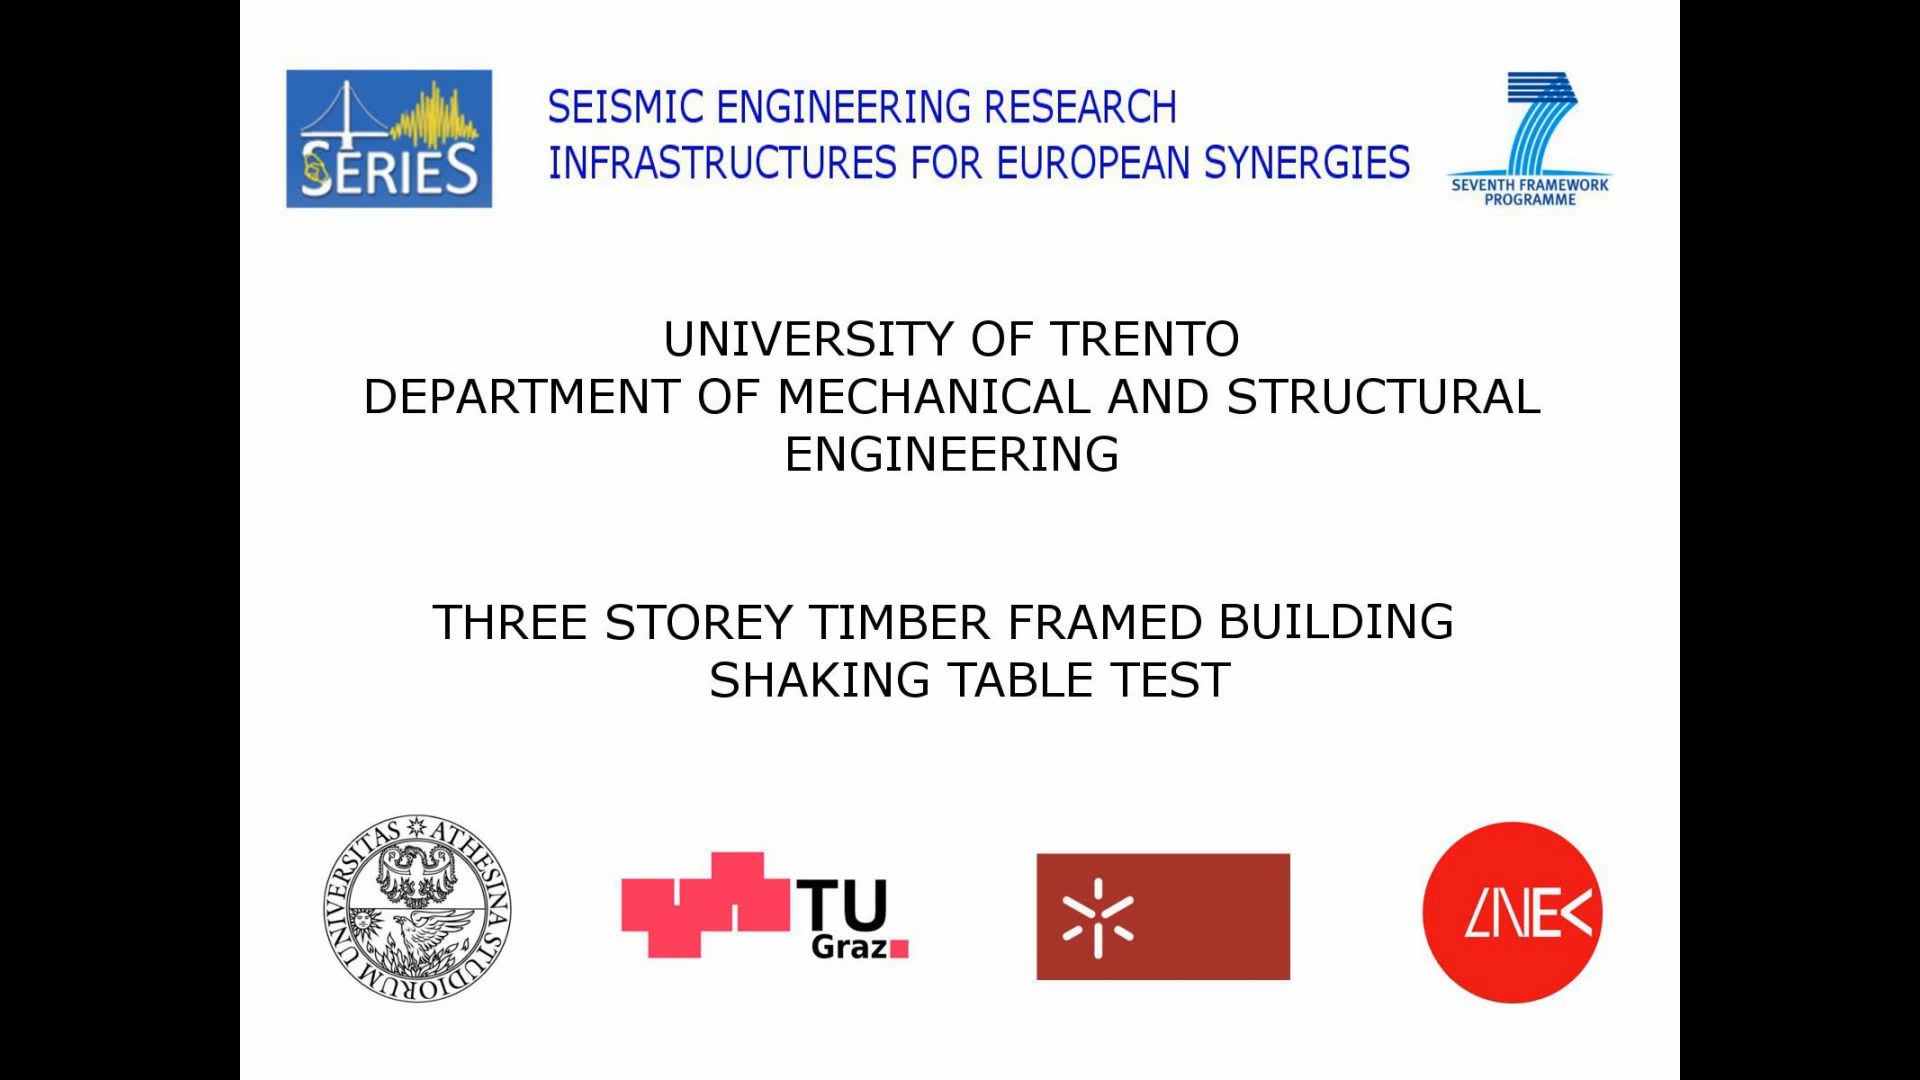 SERIES
SEISMIC ENGINEERING RESEARCH
INFRASTRUCTURES FOR EUROPEAN SYNERGIES
SEVENTH FRAMEWORK
PROGRAMME
UNIVERSITY OF TRENTO
DEPARTMENT OF MECHANICAL AND STRUCTURAL
ENGINEERING
THREE STOREY TIMBER FRAMED BUILDING
SHAKING TABLE TEST
UNIVERSITAS ATHESINA STUDIORUM
TU
Graz
LNEC